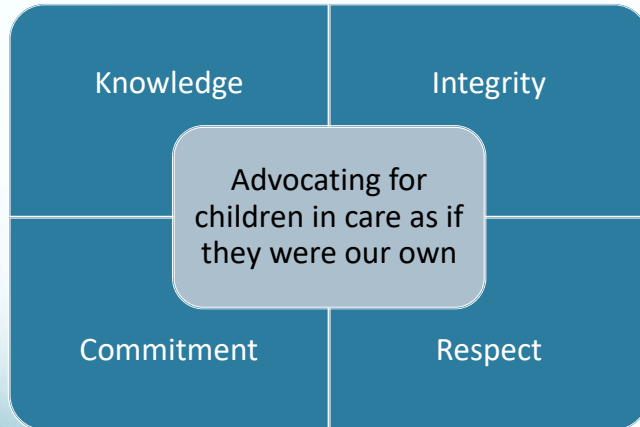 Knowledge
Integrity
Advocating for
children in care as if
they were our own
Commitment
Respect